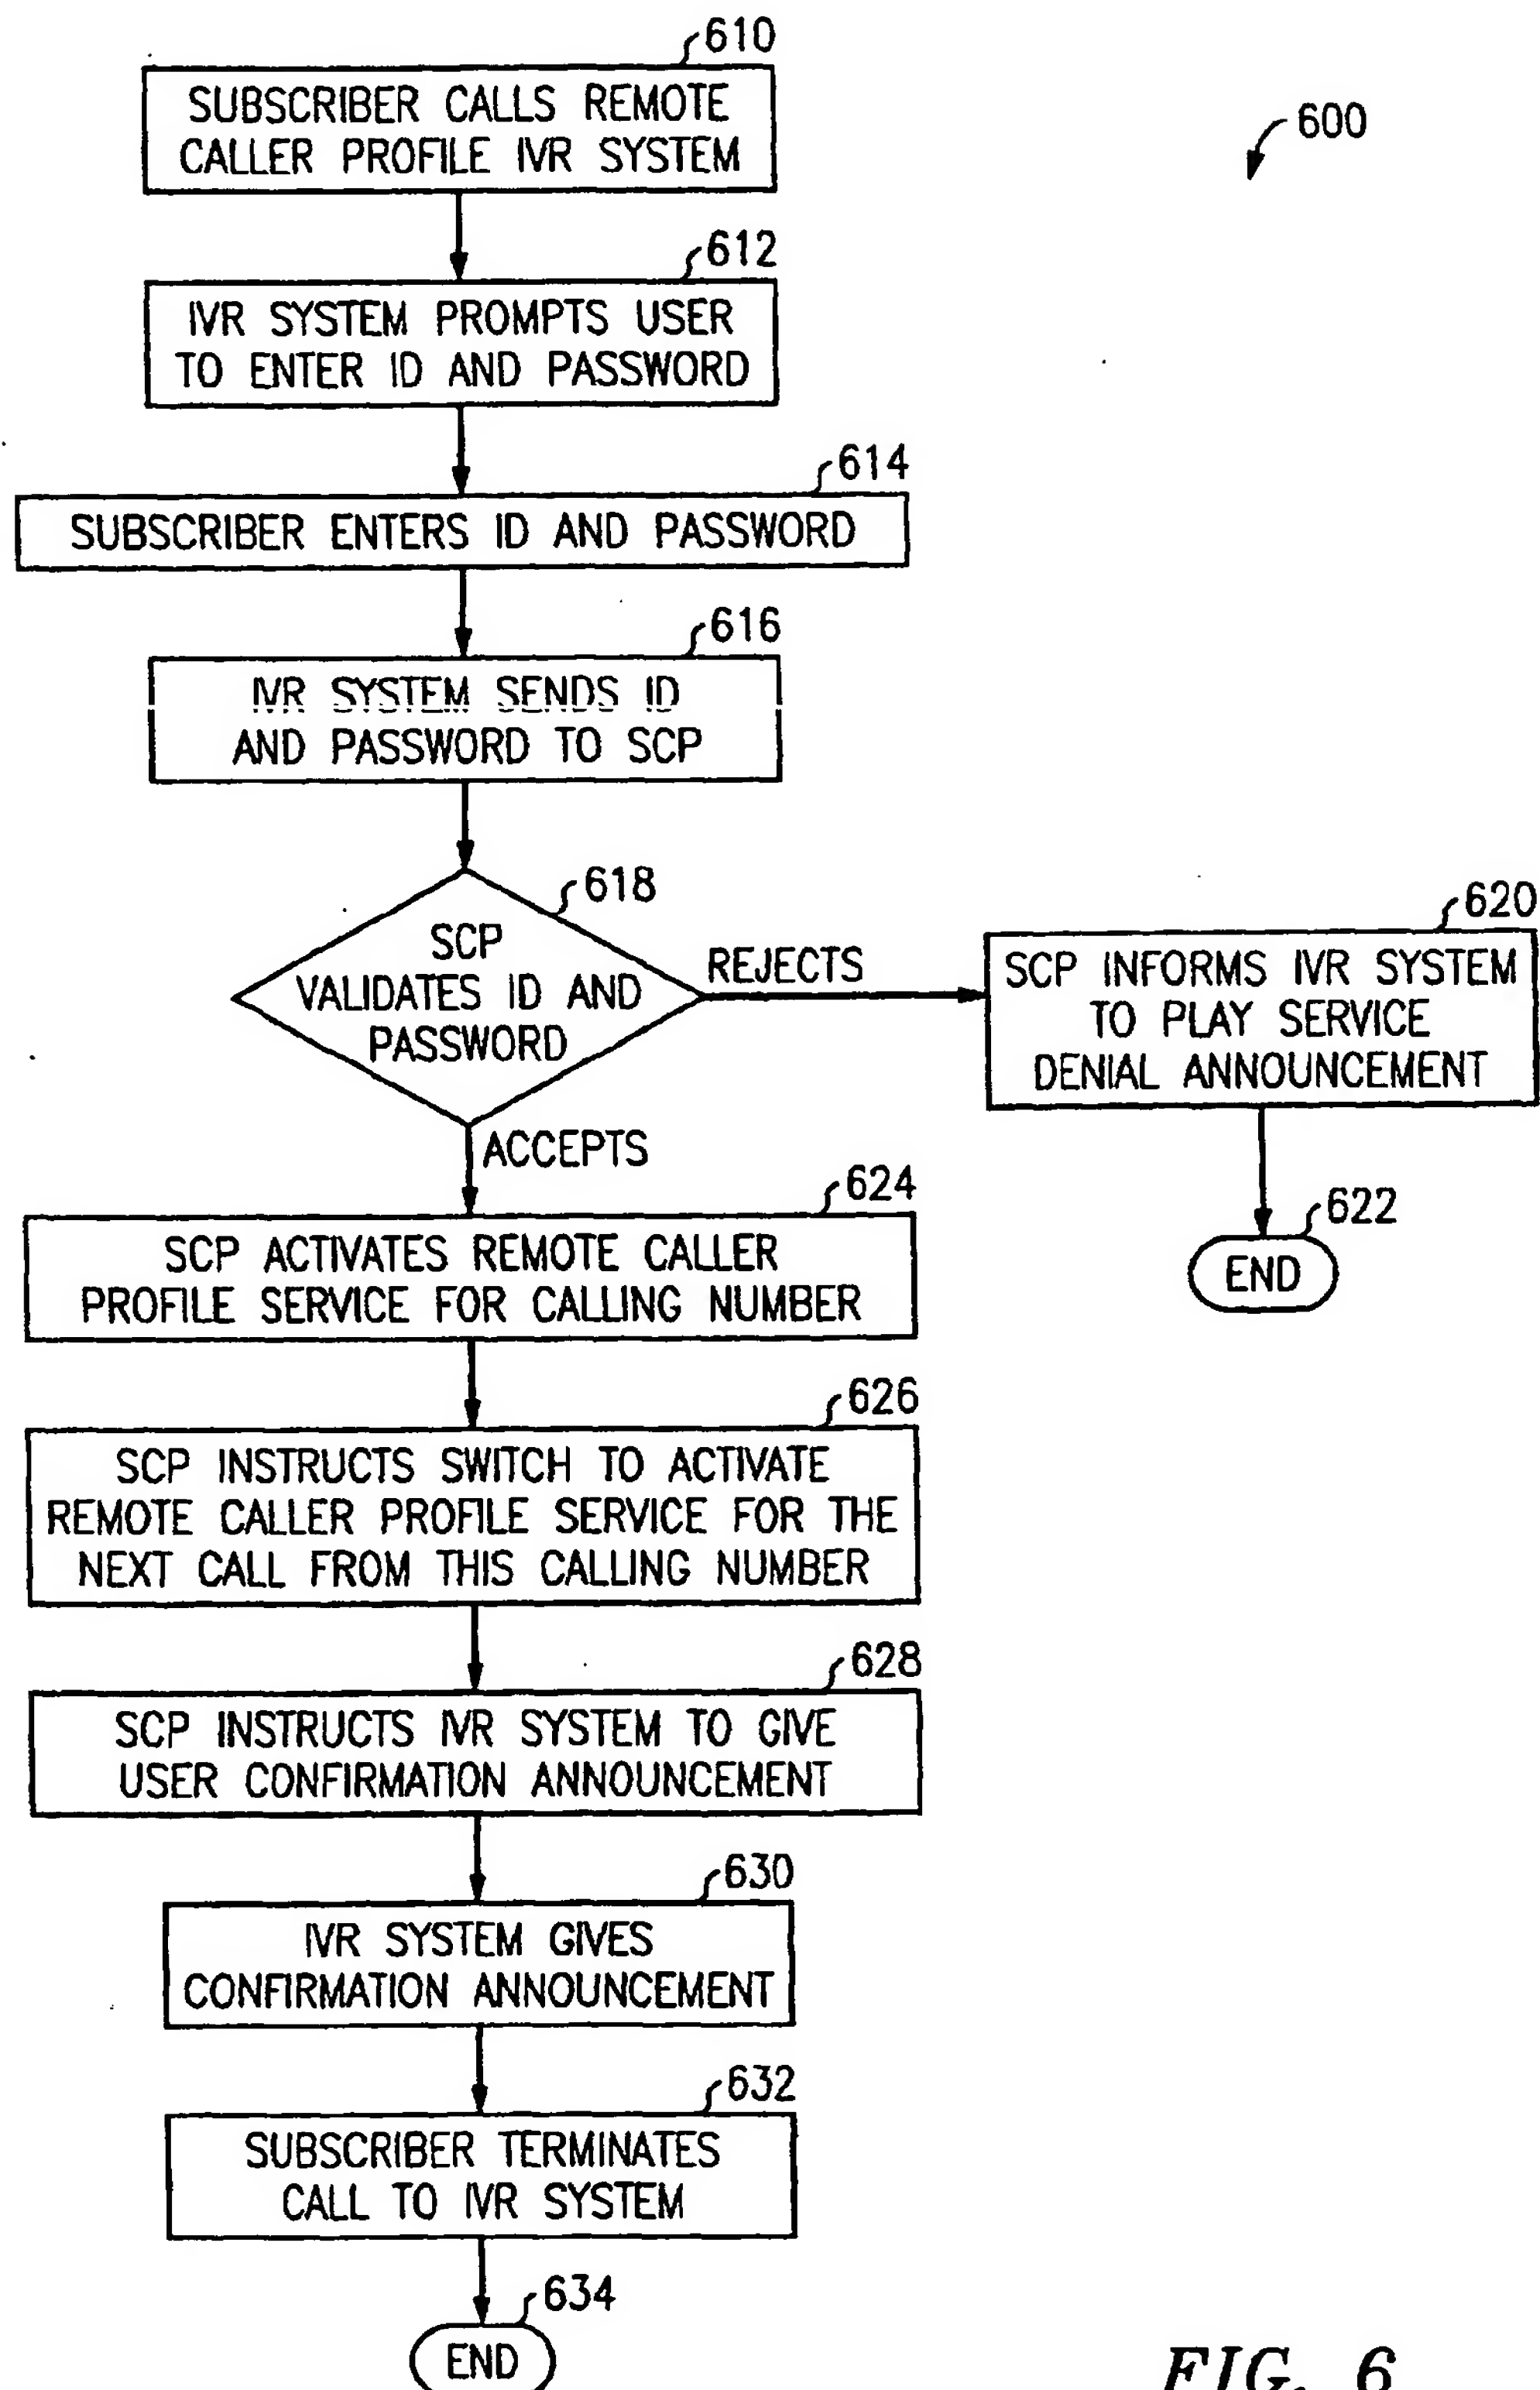 610
SUBSCRIBER CALLS REMOTE
CALLER PROFILE IVR SYSTEM
600
612
IVR SYSTEM PROMPTS USER
TO ENTER ID AND PASSWORD
614
SUBSCRIBER ENTERS ID AND PASSWORD
616
IVR SYSTEM SENDS ID
AND PASSWORD TO SCP
618
SCP
VALIDATES ID AND
PASSWORD
REJECTS
620
SCP INFORMS IVR SYSTEM
TO PLAY SERVICE
DENIAL ANNOUNCEMENT
622
END
ACCEPTS
624
SCP ACTIVATES REMOTE CALLER
PROFILE SERVICE FOR CALLING NUMBER
626
SCP INSTRUCTS SWITCH TO ACTIVATE
REMOTE CALLER PROFILE SERVICE FOR THE
NEXT CALL FROM THIS CALLING NUMBER
628
SCP INSTRUCTS IVR SYSTEM TO GIVE
USER CONFIRMATION ANNOUNCEMENT
630
IVR SYSTEM GIVES
CONFIRMATION ANNOUNCEMENT
632
SUBSCRIBER TERMINATES
CALL TO IVR SYSTEM
634
END
FIG. 6